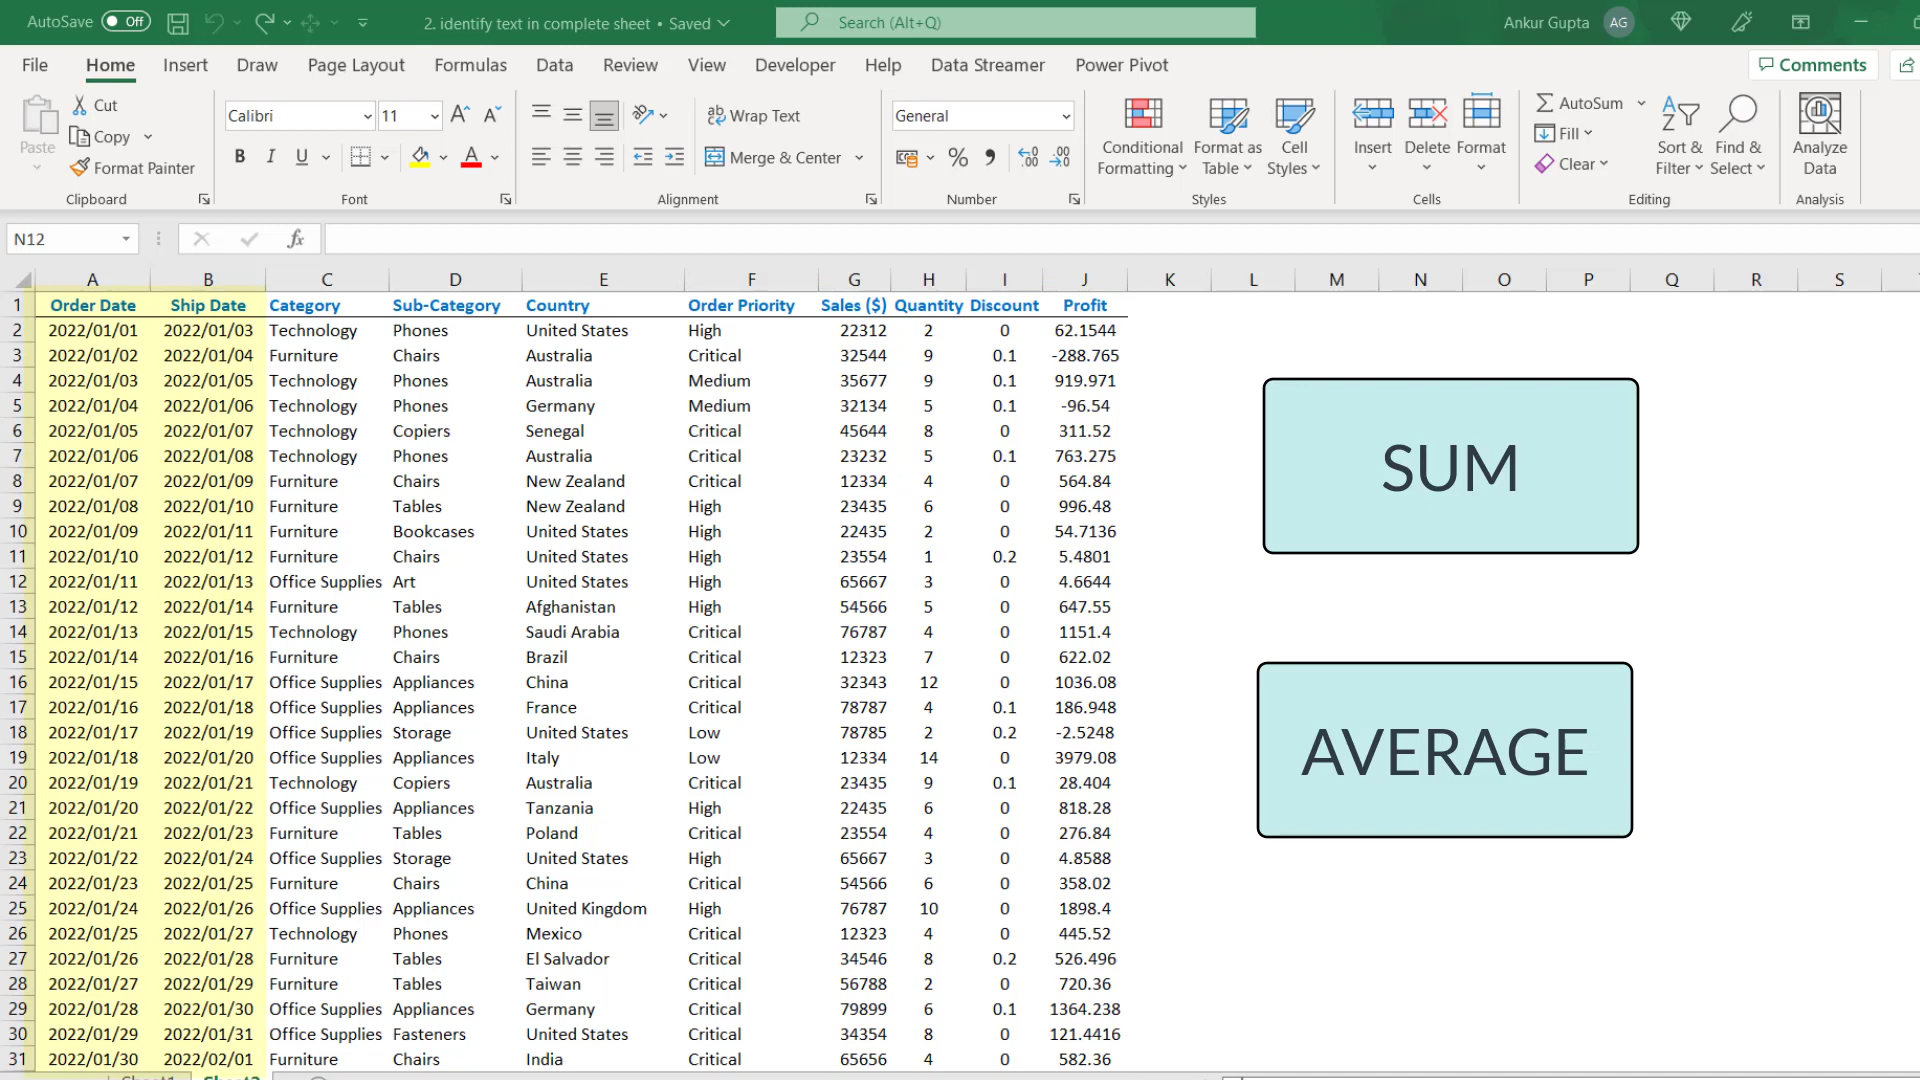 AutoSave Off 2. identify text in complete sheet • Saved Search (Alt+Q) Ankur Gupta AG
File Home Insert Draw Page Layout Formulas Data Review View Developer Help Data Streamer Power Pivot Comments
Paste Cut Copy Format Painter Clipboard
Calibri 11 B I U A Font
Wrap Text Merge & Center Alignment
General % Number
Conditional Formatting Format as Table Cell Styles Styles
Insert Delete Format Cells
AutoSum Fill Clear Sort & Filter Find & Select Editing
Analyze Data Analysis
N12 fx
A B C D E F G H I J K L M N O P Q R S
1 Order Date Ship Date Category Sub-Category Country Order Priority Sales ($) Quantity Discount Profit
2 2022/01/01 2022/01/03 Technology Phones United States High 22312 2 0 62.1544
3 2022/01/02 2022/01/04 Furniture Chairs Australia Critical 32544 9 0.1 -288.765
4 2022/01/03 2022/01/05 Technology Phones Australia Medium 35677 9 0.1 919.971
5 2022/01/04 2022/01/06 Technology Phones Germany Medium 32134 5 0.1 -96.54
6 2022/01/05 2022/01/07 Technology Copiers Senegal Critical 45644 8 0 311.52
7 2022/01/06 2022/01/08 Technology Phones Australia Critical 23232 5 0.1 763.275
8 2022/01/07 2022/01/09 Furniture Chairs New Zealand Critical 12334 4 0 564.84
9 2022/01/08 2022/01/10 Furniture Tables New Zealand High 23435 6 0 996.48
10 2022/01/09 2022/01/11 Furniture Bookcases United States High 22435 2 0 54.7136
11 2022/01/10 2022/01/12 Furniture Chairs United States High 23554 1 0.2 5.4801
12 2022/01/11 2022/01/13 Office Supplies Art United States High 65667 3 0 4.6644
13 2022/01/12 2022/01/14 Furniture Tables Afghanistan High 54566 5 0 647.55
14 2022/01/13 2022/01/15 Technology Phones Saudi Arabia Critical 76787 4 0 1151.4
15 2022/01/14 2022/01/16 Furniture Chairs Brazil Critical 12323 7 0 622.02
16 2022/01/15 2022/01/17 Office Supplies Appliances China Critical 32343 12 0 1036.08
17 2022/01/16 2022/01/18 Office Supplies Appliances France Critical 78787 4 0.1 186.948
18 2022/01/17 2022/01/19 Office Supplies Storage United States Low 78785 2 0.2 -2.5248
19 2022/01/18 2022/01/20 Office Supplies Appliances Italy Low 12334 14 0 3979.08
20 2022/01/19 2022/01/21 Technology Copiers Australia Critical 23435 9 0.1 28.404
21 2022/01/20 2022/01/22 Office Supplies Appliances Tanzania High 22435 6 0 818.28
22 2022/01/21 2022/01/23 Furniture Tables Poland Critical 23554 4 0 276.84
23 2022/01/22 2022/01/24 Office Supplies Storage United States High 65667 3 0 4.8588
24 2022/01/23 2022/01/25 Furniture Chairs China Critical 54566 6 0 358.02
25 2022/01/24 2022/01/26 Office Supplies Appliances United Kingdom High 76787 10 0 1898.4
26 2022/01/25 2022/01/27 Technology Phones Mexico Critical 12323 4 0 445.52
27 2022/01/26 2022/01/28 Furniture Tables El Salvador Critical 34546 8 0.2 526.496
28 2022/01/27 2022/01/29 Furniture Tables Taiwan Critical 56788 2 0 720.36
29 2022/01/28 2022/01/30 Office Supplies Appliances Germany Critical 79899 6 0.1 1364.238
30 2022/01/29 2022/01/31 Office Supplies Fasteners United States Critical 34354 8 0 121.4416
31 2022/01/30 2022/02/01 Furniture Chairs India Critical 65656 4 0 582.36
SUM
AVERAGE